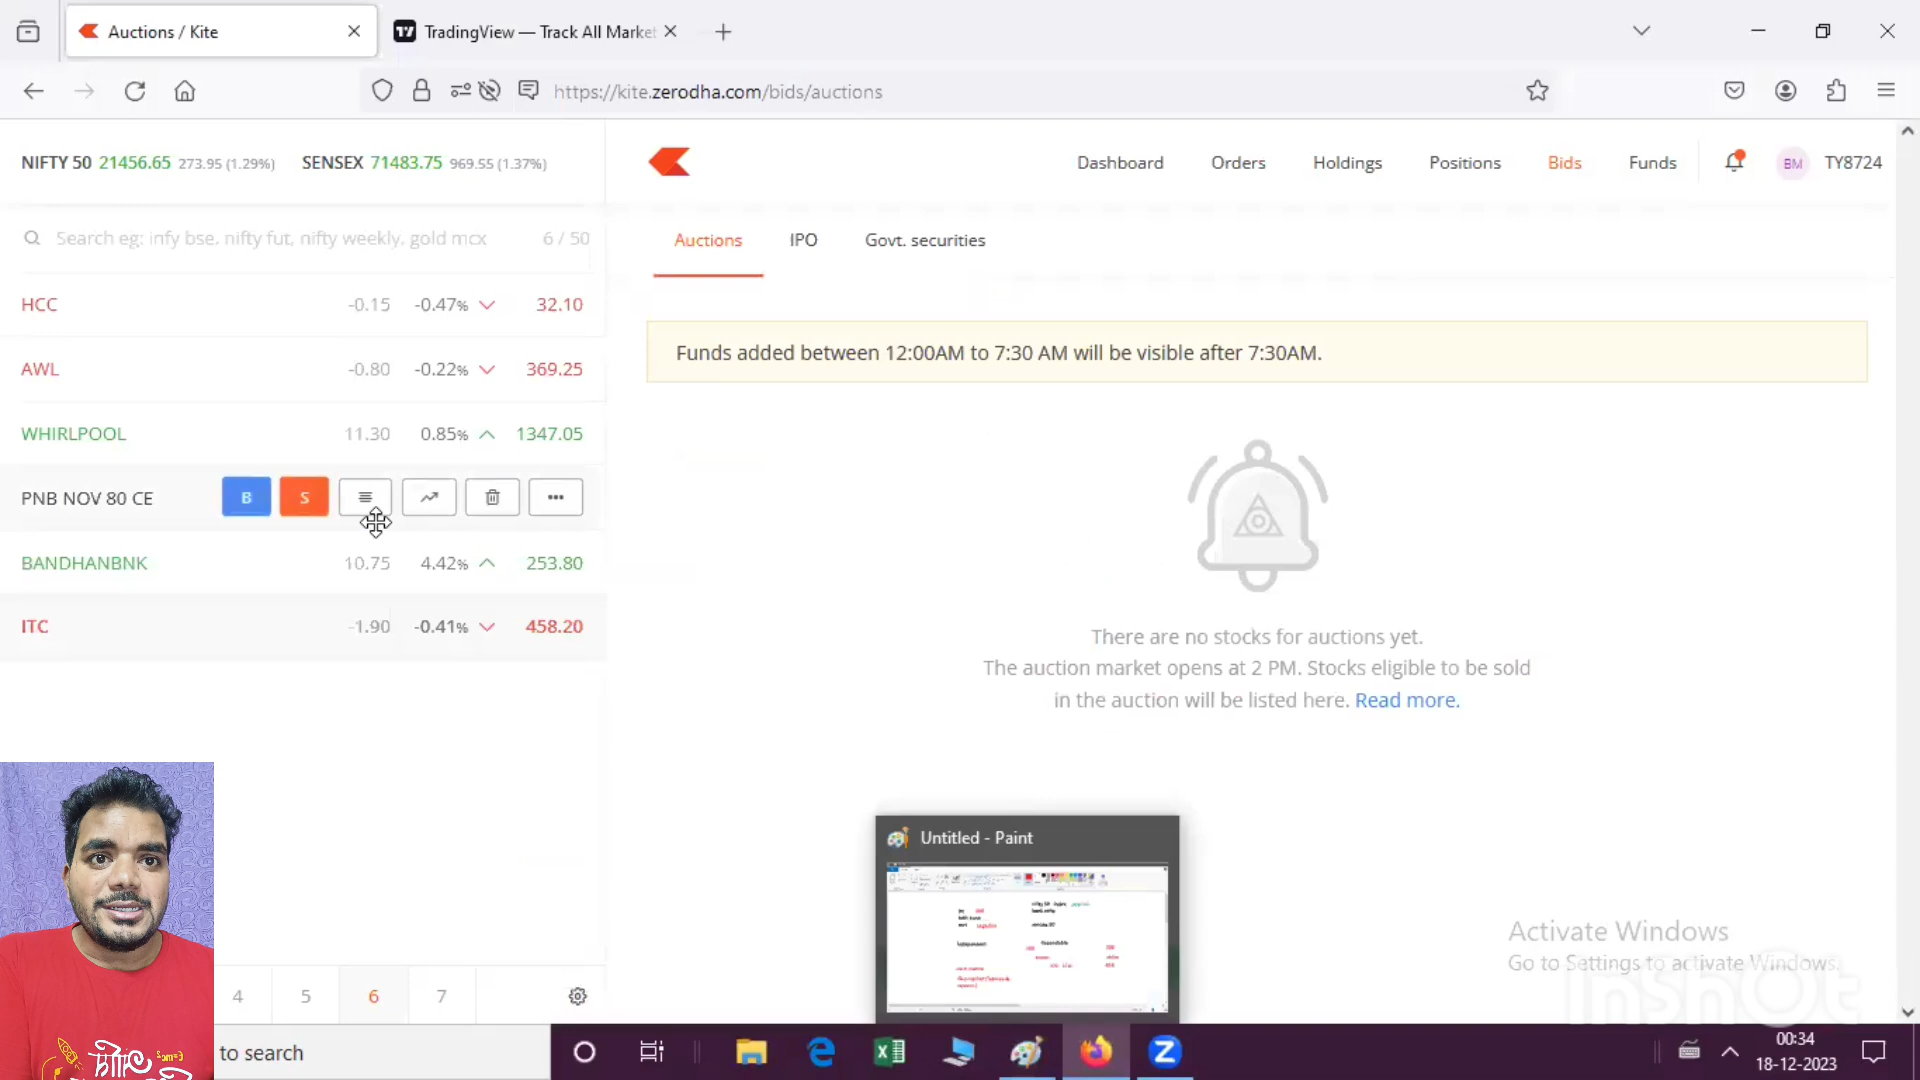 Auctions / Kite
TradingView — Track All Market
https://kite.zerodha.com/bids/auctions
NIFTY 50 21456.65 273.95 (1.29%) SENSEX 71483.75 969.55 (1.37%)
Dashboard Orders Holdings Positions Bids Funds BM TY8724
Search eg: infy bse, nifty fut, nifty weekly, gold mcx 6 / 50
Auctions IPO Govt. securities
HCC -0.15 -0.47% 32.10
Funds added between 12:00AM to 7:30 AM will be visible after 7:30AM.
AWL -0.80 -0.22% 369.25
WHIRLPOOL 11.30 0.85% 1347.05
PNB NOV 80 CE B S
BANDHANBNK 10.75 4.42% 253.80
ITC -1.90 -0.41% 458.20
There are no stocks for auctions yet.
The auction market opens at 2 PM. Stocks eligible to be sold
in the auction will be listed here. Read more.
Untitled - Paint
Activate Windows
Go to Settings to activate Windows.
InShOt
4 5 6 7
to search
00:34
18-12-2023